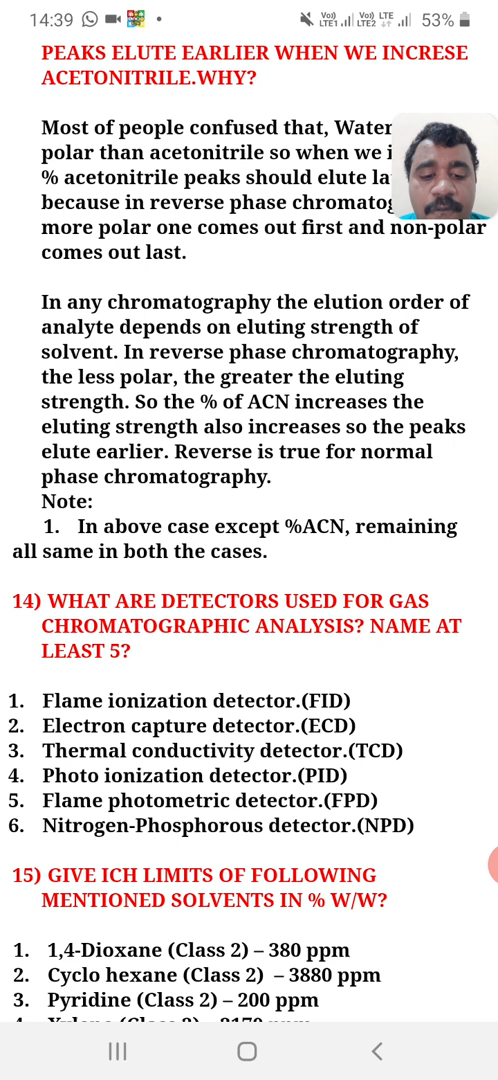 14:39
Vo)) LTE1
Vo)) LTE LTE2
53%
PEAKS ELUTE EARLIER WHEN WE INCRESE
ACETONITRILE.WHY?
Most of people confused that, Water
polar than acetonitrile so when we i
% acetonitrile peaks should elute la
because in reverse phase chromatog
more polar one comes out first and non-polar
comes out last.
In any chromatography the elution order of
analyte depends on eluting strength of
solvent. In reverse phase chromatography,
the less polar, the greater the eluting
strength. So the % of ACN increases the
eluting strength also increases so the peaks
elute earlier. Reverse is true for normal
phase chromatography.
Note:
1. In above case except %ACN, remaining
all same in both the cases.
14) WHAT ARE DETECTORS USED FOR GAS
CHROMATOGRAPHIC ANALYSIS? NAME AT
LEAST 5?
1. Flame ionization detector.(FID)
2. Electron capture detector.(ECD)
3. Thermal conductivity detector.(TCD)
4. Photo ionization detector.(PID)
5. Flame photometric detector.(FPD)
6. Nitrogen-Phosphorous detector.(NPD)
15) GIVE ICH LIMITS OF FOLLOWING
MENTIONED SOLVENTS IN % W/W?
1. 1,4-Dioxane (Class 2) – 380 ppm
2. Cyclo hexane (Class 2) – 3880 ppm
3. Pyridine (Class 2) – 200 ppm